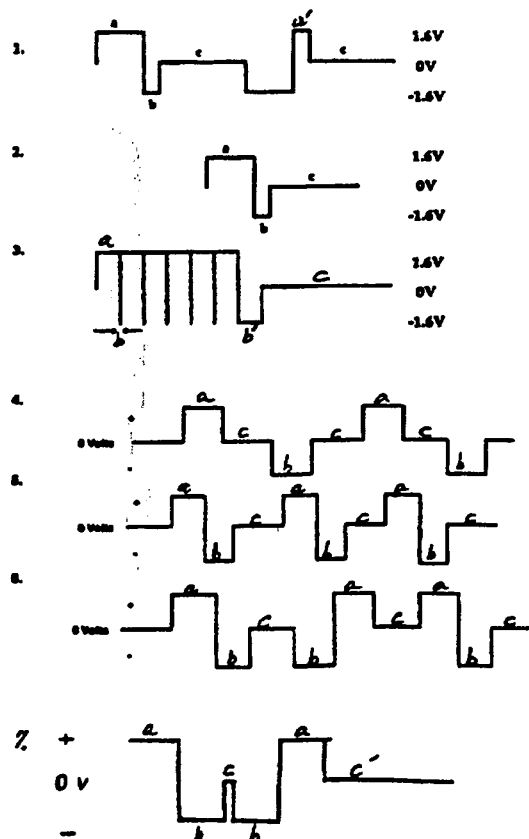 a a'
1. c c 1.6V
0V
b -1.6V
2. a 1.6V
c 0V
b -1.6V
3. a 1.6V
c 0V
b b' -1.6V
4. a a
+
0 Volts c c c
- b b
5. a a a
+
0 Volts c c c
- b b b
6. a a a
+
0 Volts c c c
- b b b
7. + a a
0 V c c'
- b b